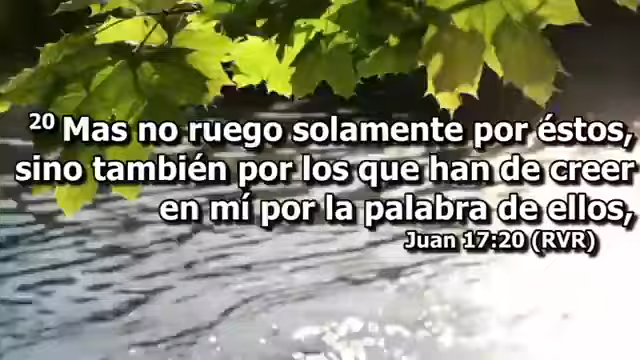 20 Mas no ruego solamente por éstos,
sino también por los que han de creer
en mí por la palabra de ellos,
Juan 17:20 (RVR)